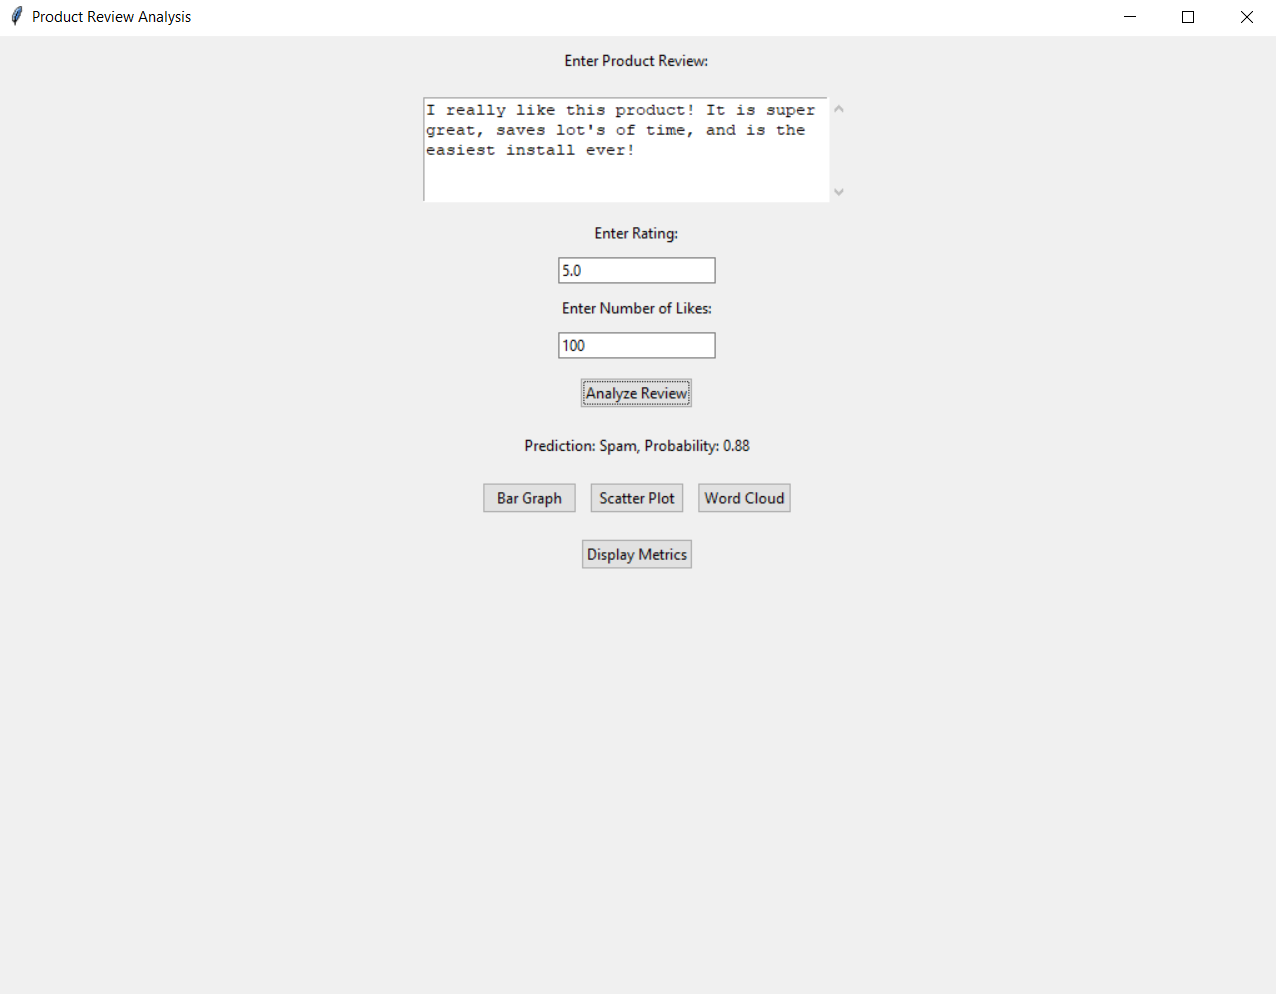 Product Review Analysis
Enter Product Review:
I really like this product! It is super
great, saves lot's of time, and is the
easiest install ever!
Enter Rating:
5.0
Enter Number of Likes:
100
Analyze Review
Prediction: Spam, Probability: 0.88
Bar Graph Scatter Plot Word Cloud
Display Metrics